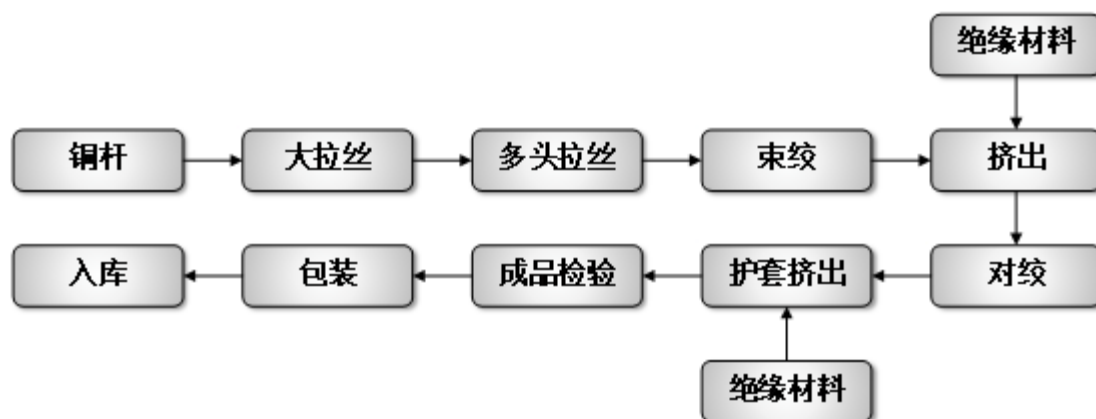 绝缘材料
铜杆
大拉丝
多头拉丝
束绞
挤出
入库
包装
成品检验
护套挤出
对绞
绝缘材料